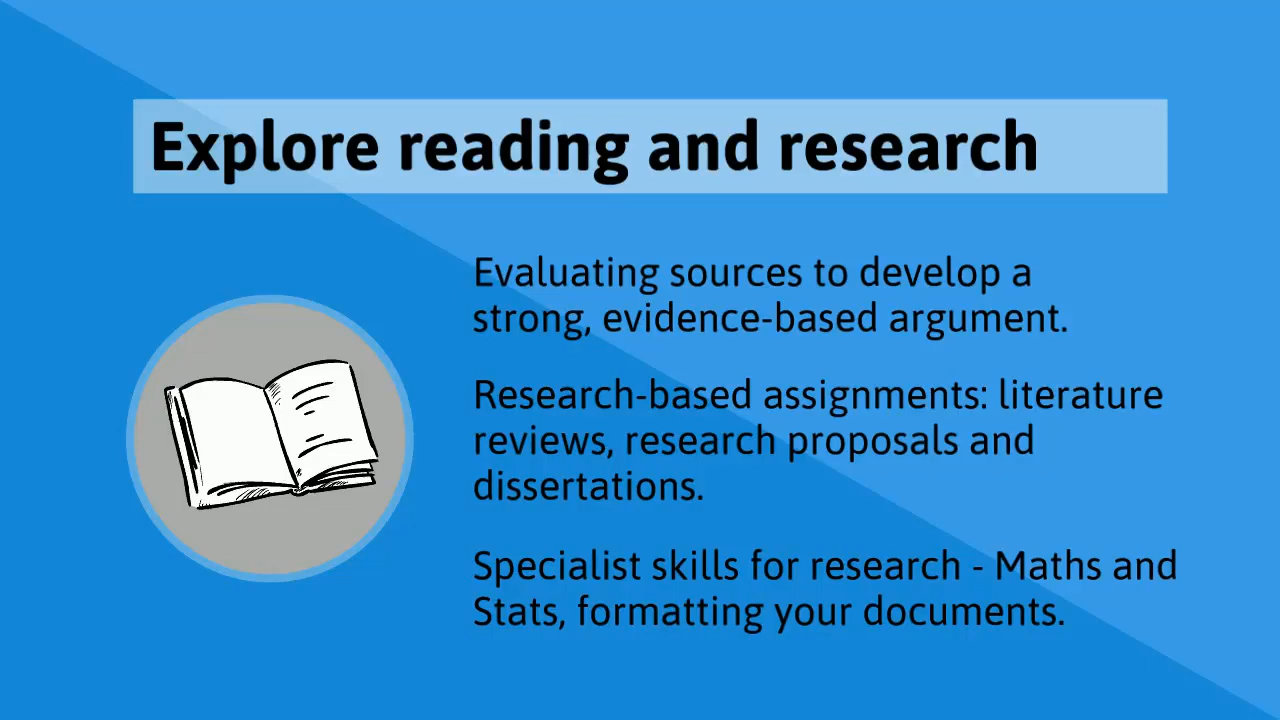 Explore reading and research
Evaluating sources to develop a
strong, evidence-based argument.
Research-based assignments: literature
reviews, research proposals and
dissertations.
Specialist skills for research - Maths and
Stats, formatting your documents.